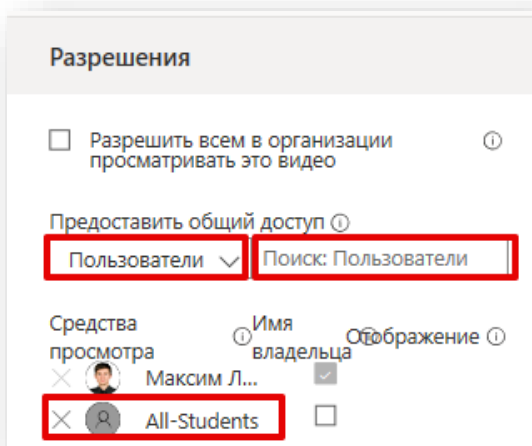 Разрешения
Разрешить всем в организации
просматривать это видео
Предоставить общий доступ
Пользователи Поиск: Пользователи
Средства просмотра Имя владельца Отображение
Максим Л...
All-Students